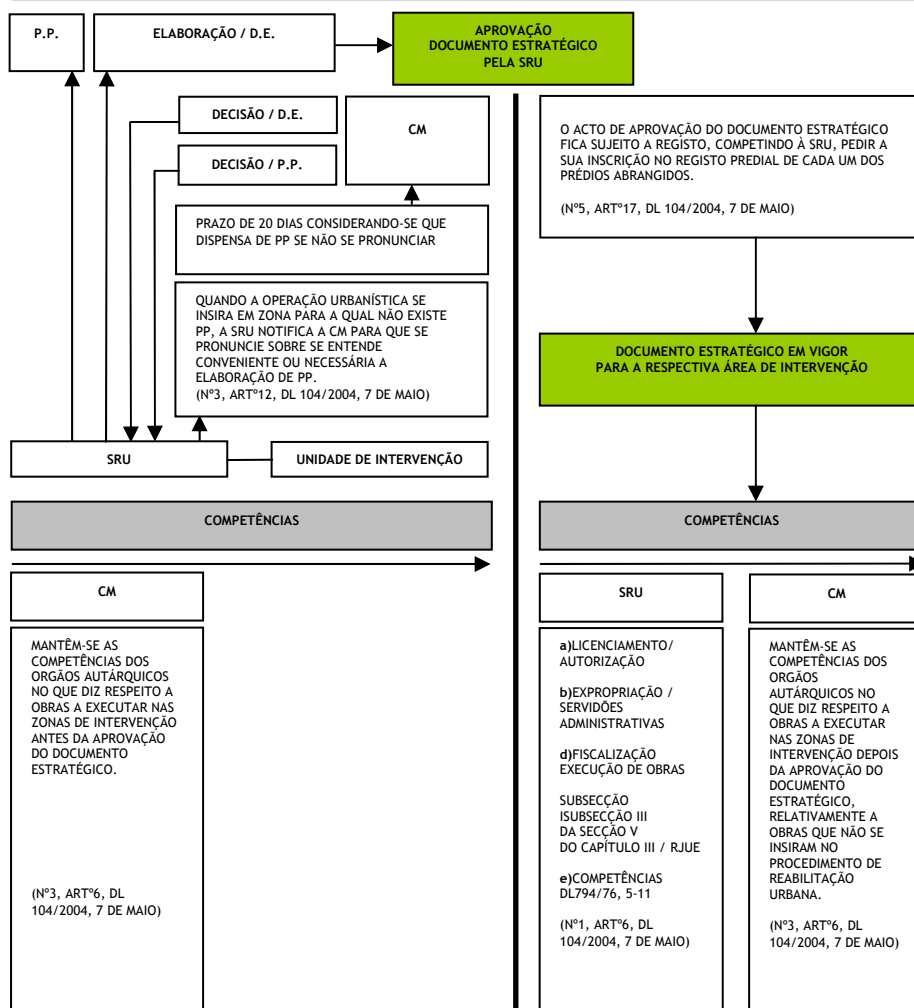 P.P.
ELABORAÇÃO / D.E.
APROVAÇÃO
DOCUMENTO ESTRATÉGICO
PELA SRU
DECISÃO / D.E.
DECISÃO / P.P.
CM
PRAZO DE 20 DIAS CONSIDERANDO-SE QUE
DISPENSA DE PP SE NÃO SE PRONUNCIAR
QUANDO A OPERAÇÃO URBANÍSTICA SE
INSIRA EM ZONA PARA A QUAL NÃO EXISTE
PP, A SRU NOTIFICA A CM PARA QUE SE
PRONUNCIE SOBRE SE ENTENDE
CONVENIENTE OU NECESSÁRIA A
ELABORAÇÃO DE PP.
(Nº3, ARTº12, DL 104/2004, 7 DE MAIO)
SRU
UNIDADE DE INTERVENÇÃO
COMPETÊNCIAS
CM
MANTÊM-SE AS
COMPETÊNCIAS DOS
ORGÃOS AUTÁRQUICOS
NO QUE DIZ RESPEITO A
OBRAS A EXECUTAR NAS
ZONAS DE INTERVENÇÃO
ANTES DA APROVAÇÃO
DO DOCUMENTO
ESTRATÉGICO.
(Nº3, ARTº6, DL
104/2004, 7 DE MAIO)
O ACTO DE APROVAÇÃO DO DOCUMENTO ESTRATÉGICO
FICA SUJEITO A REGISTO, COMPETINDO À SRU, PEDIR A
SUA INSCRIÇÃO NO REGISTO PREDIAL DE CADA UM DOS
PRÉDIOS ABRANGIDOS.
(Nº5, ARTº17, DL 104/2004, 7 DE MAIO)
DOCUMENTO ESTRATÉGICO EM VIGOR
PARA A RESPECTIVA ÁREA DE INTERVENÇÃO
COMPETÊNCIAS
SRU
a)LICENCIAMENTO/
AUTORIZAÇÃO
b)EXPROPRIAÇÃO /
SERVIDÕES
ADMINISTRATIVAS
d)FISCALIZAÇÃO
EXECUÇÃO DE OBRAS
SUBSECÇÃO
ISUBSECÇÃO III
DA SECÇÃO V
DO CAPÍTULO III / RJUE
e)COMPETÊNCIAS
DL794/76, 5-11
(Nº1, ARTº6, DL
104/2004, 7 DE MAIO)
CM
MANTÊM-SE AS
COMPETÊNCIAS DOS
ORGÃOS
AUTÁRQUICOS NO
QUE DIZ RESPEITO A
OBRAS A EXECUTAR
NAS ZONAS DE
INTERVENÇÃO DEPOIS
DA APROVAÇÃO DO
DOCUMENTO
ESTRATÉGICO,
RELATIVAMENTE A
OBRAS QUE NÃO SE
INSIRAM NO
PROCEDIMENTO DE
REABILITAÇÃO
URBANA.
(Nº3, ARTº6, DL
104/2004, 7 DE MAIO)